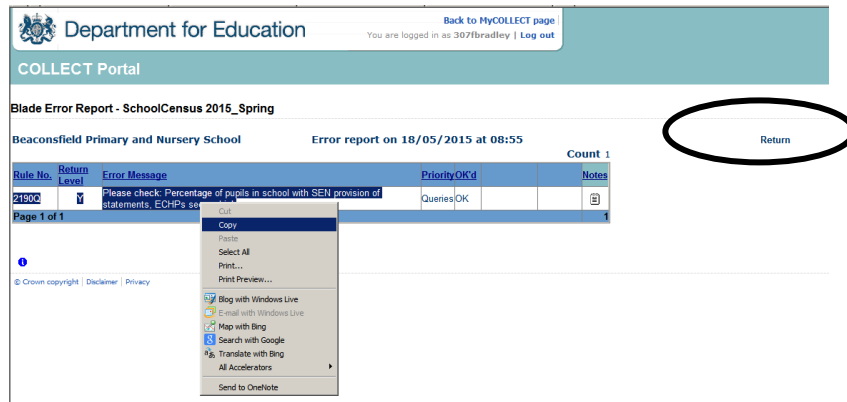 Department for Education
Back to MyCOLLECT page
You are logged in as 307fbradley | Log out
COLLECT Portal
Blade Error Report - SchoolCensus 2015_Spring
Beaconsfield Primary and Nursery School Error report on 18/05/2015 at 08:55 Return
Count 1
Rule No. Return Level Error Message Priority OK'd Notes
2190Q Y Please check: Percentage of pupils in school with SEN provision of Queries OK
statements, ECHPs
Page 1 of 1 1
Cut
Copy
Paste
Select All
Print...
Print Preview...
Blog with Windows Live
E-mail with Windows Live
Map with Bing
Search with Google
Translate with Bing
All Accelerators
Send to OneNote
© Crown copyright | Disclaimer | Privacy